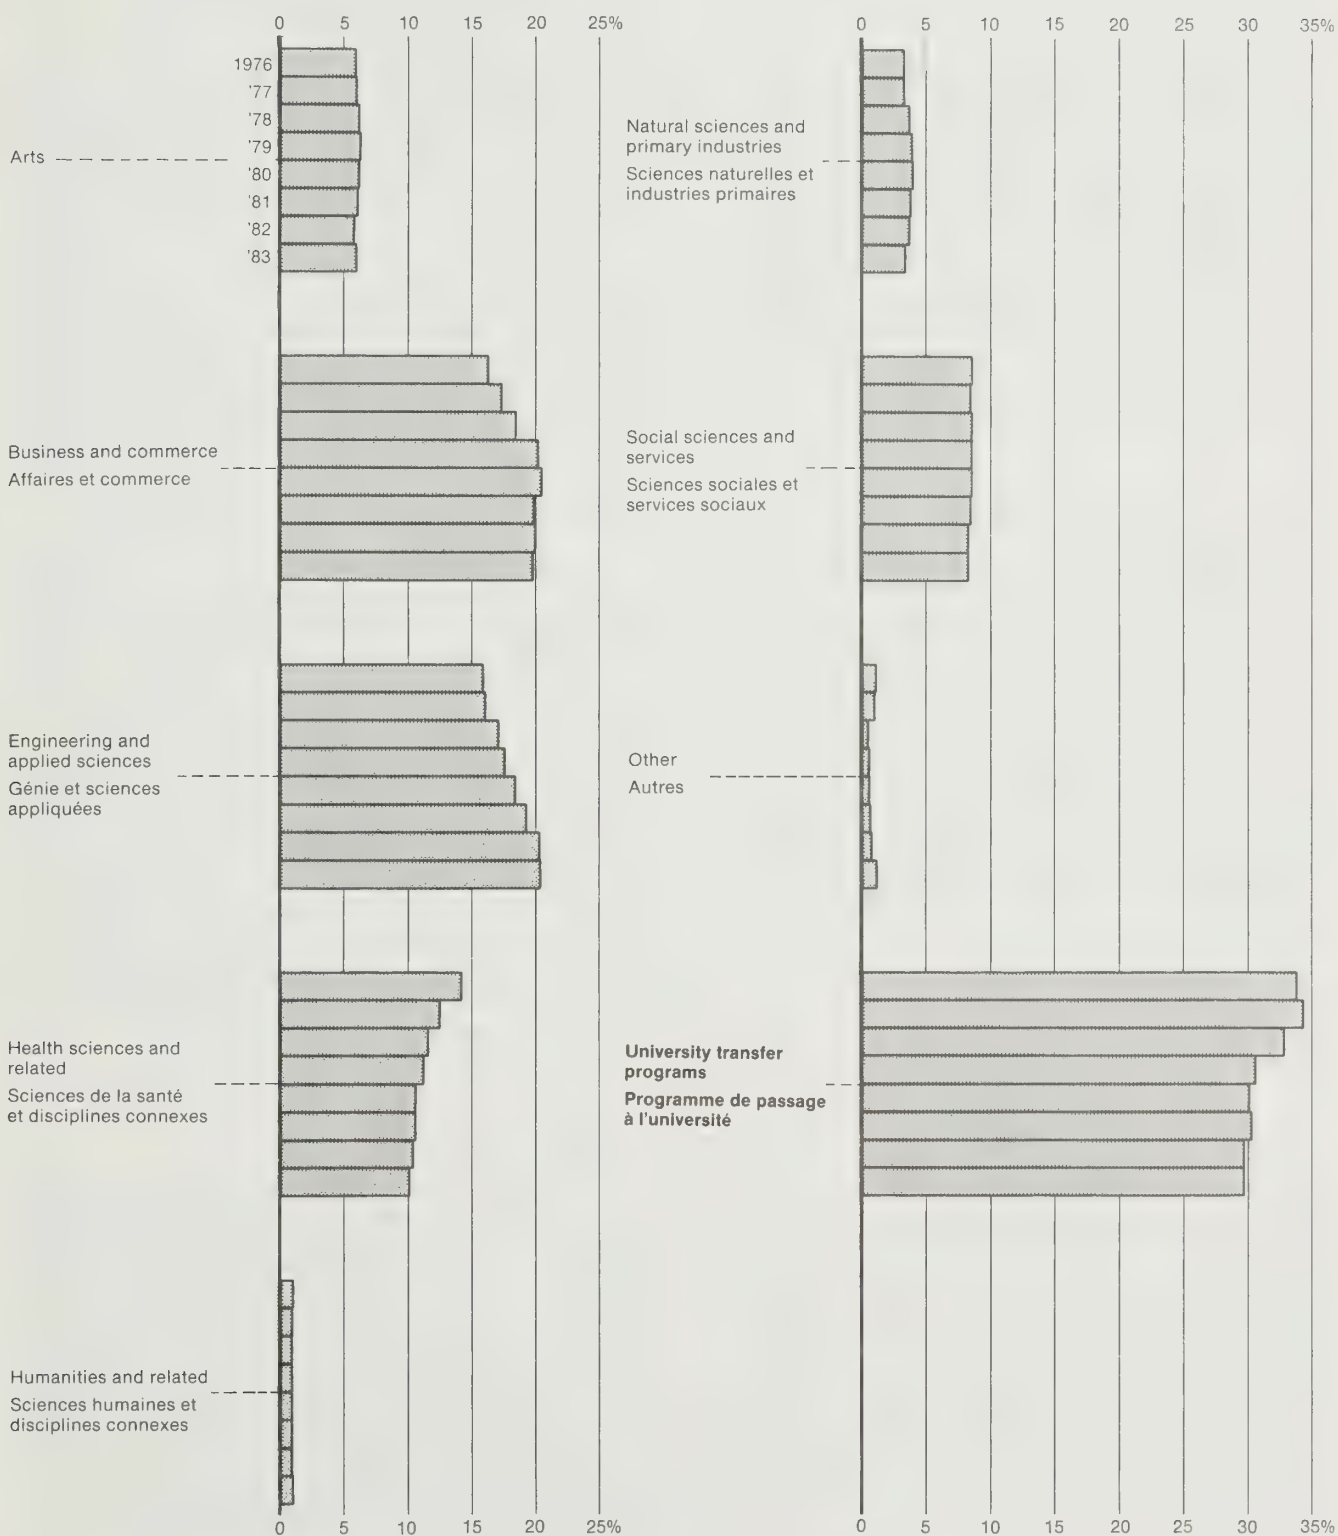 0 5 10 15 20 25%
1976
'77
'78
'79
'80
'81
'82
'83
Arts
Business and commerce
Affaires et commerce
Engineering and
applied sciences
Génie et sciences
appliquées
Health sciences and
related
Sciences de la santé
et disciplines connexes
Humanities and related
Sciences humaines et
disciplines connexes
0 5 10 15 20 25%
0 5 10 15 20 25 30 35%
Natural sciences and
primary industries
Sciences naturelles et
industries primaires
Social sciences and
services
Sciences sociales et
services sociaux
Other
Autres
University transfer
programs
Programme de passage
à l'université
0 5 10 15 20 25 30 35%